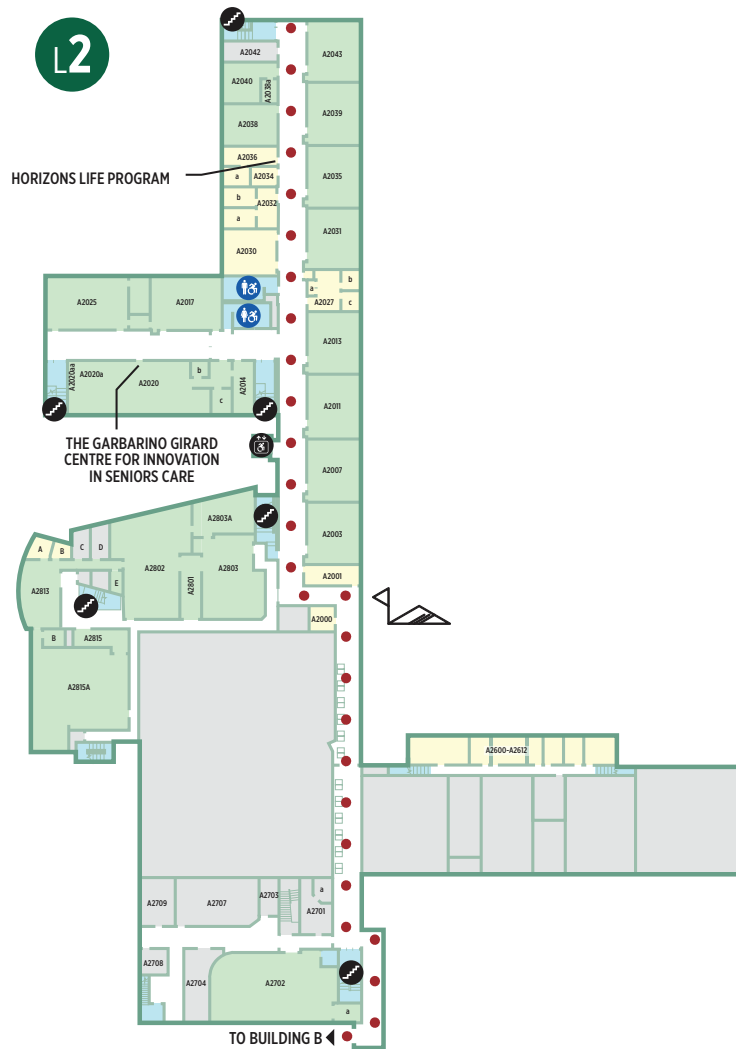 L2
A2042
A2043
A2040
A2038a
A2039
A2038
A2036
HORIZONS LIFE PROGRAM
a
A2034
A2035
b
A2032
a
A2031
A2030
a
b
A2027
c
A2025
A2017
A2013
A2020aa
A2020a
A2020
b
c
A2014
A2011
THE GARBARINO GIRARD
CENTRE FOR INNOVATION
IN SENIORS CARE
A2007
A2003
A2803A
A
B
C
D
A2802
A2803
A2801
E
A2001
A2813
A2000
B
A2815
A2815A
A2600-A2612
A2709
A2707
A2703
a
A2701
A2708
A2704
A2702
a
TO BUILDING B